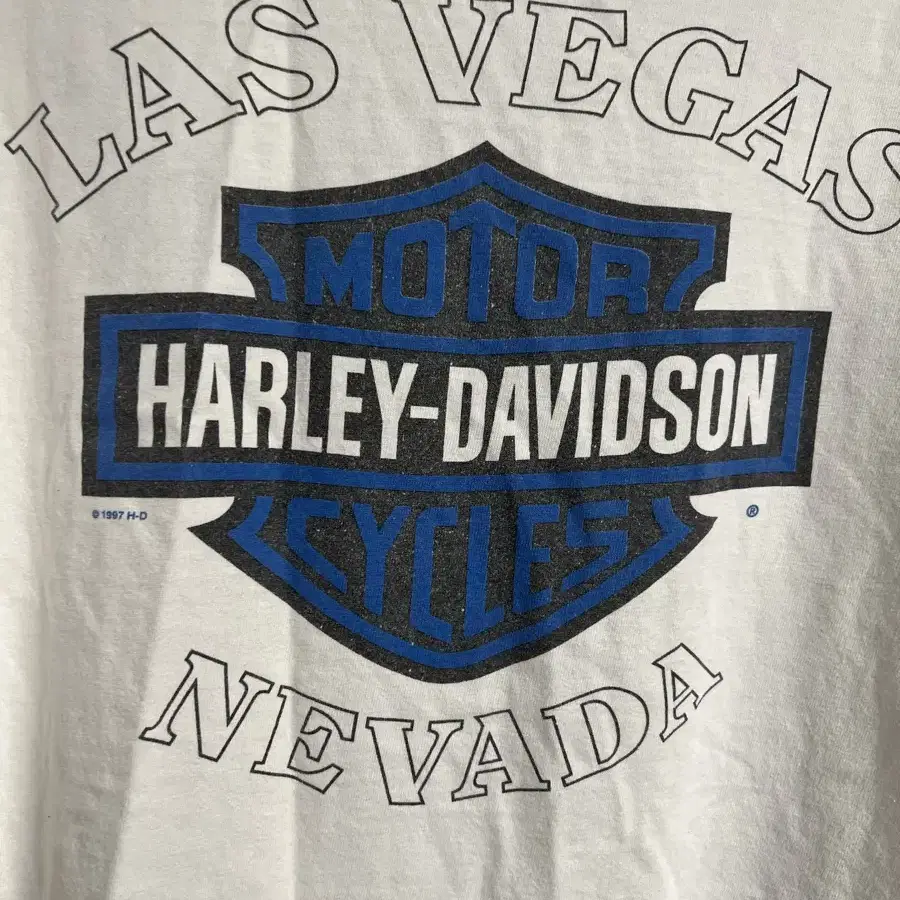 LAS VEGAS
MOTOR
HARLEY-DAVIDSON
CYCLES
© 1997 H-D
®
NEVADA